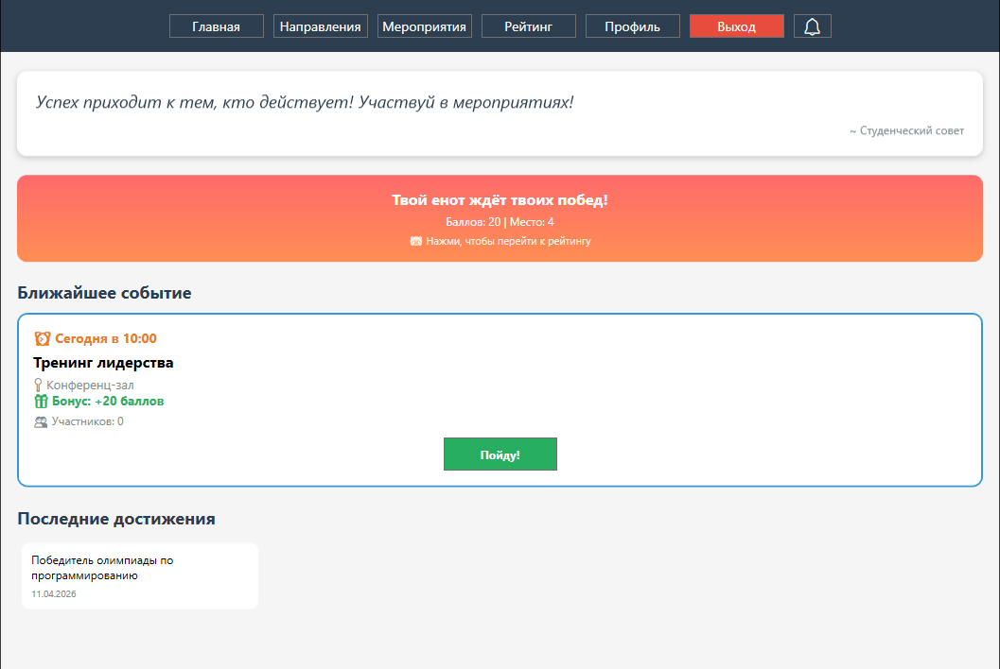 Главная Направления Мероприятия Рейтинг Профиль Выход
Успех приходит к тем, кто действует! Участвуй в мероприятиях!
~ Студенческий совет
Твой енот ждёт твоих побед!
Баллов: 20 | Место: 4
Нажми, чтобы перейти к рейтингу
Ближайшее событие
Сегодня в 10:00
Тренинг лидерства
Конференц-зал
Бонус: +20 баллов
Участников: 0
Пойду!
Последние достижения
Победитель олимпиады по
программированию
11.04.2026